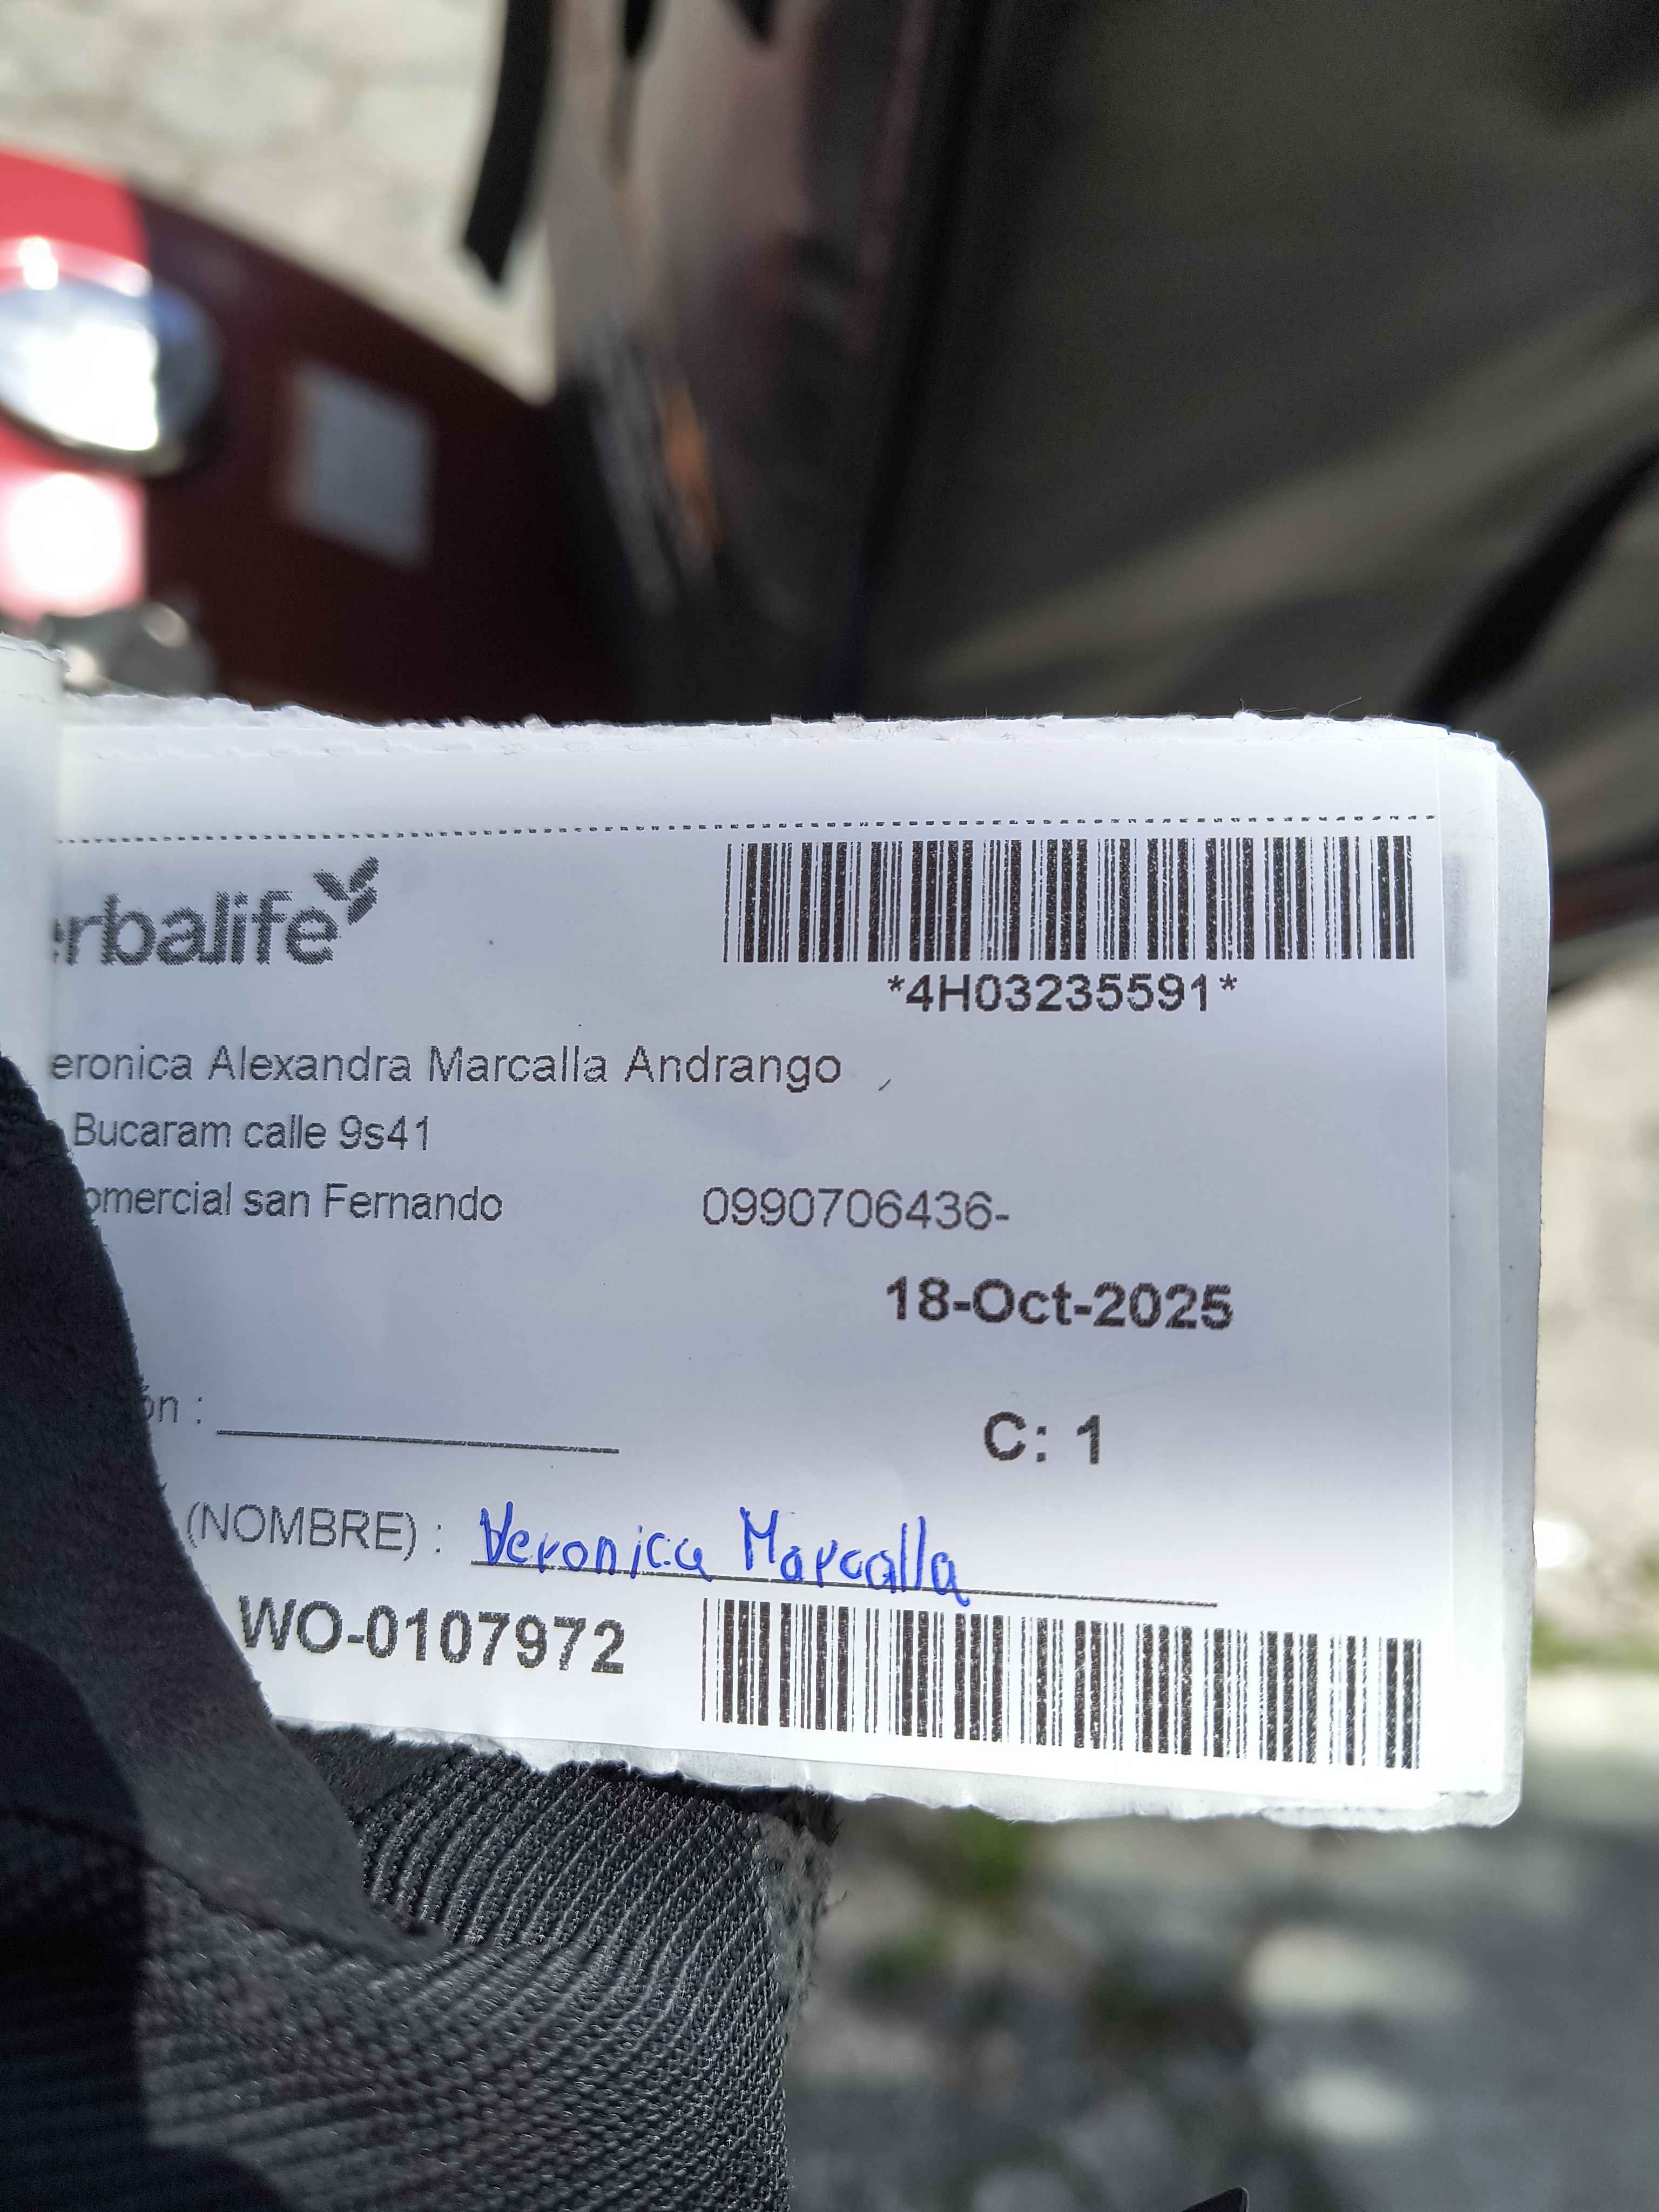 erbalife
*4H03235591*
eronica Alexandra Marcalla Andrango
Bucaram calle 9s41
omercial san Fernando 0990706436-
18-Oct-2025
ón :
C: 1
(NOMBRE) : Veronica Marcalla
WO-0107972